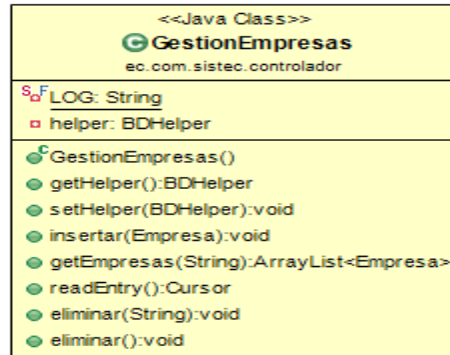 <<Java Class>>
GestionEmpresas
ec.com.sistec.controlador
LOG: String
helper: BDHelper
GestionEmpresas()
getHelper():BDHelper
setHelper(BDHelper):void
insertar(Empresa):void
getEmpresas(String):ArrayList<Empresa>
readEntry():Cursor
eliminar(String):void
eliminar():void